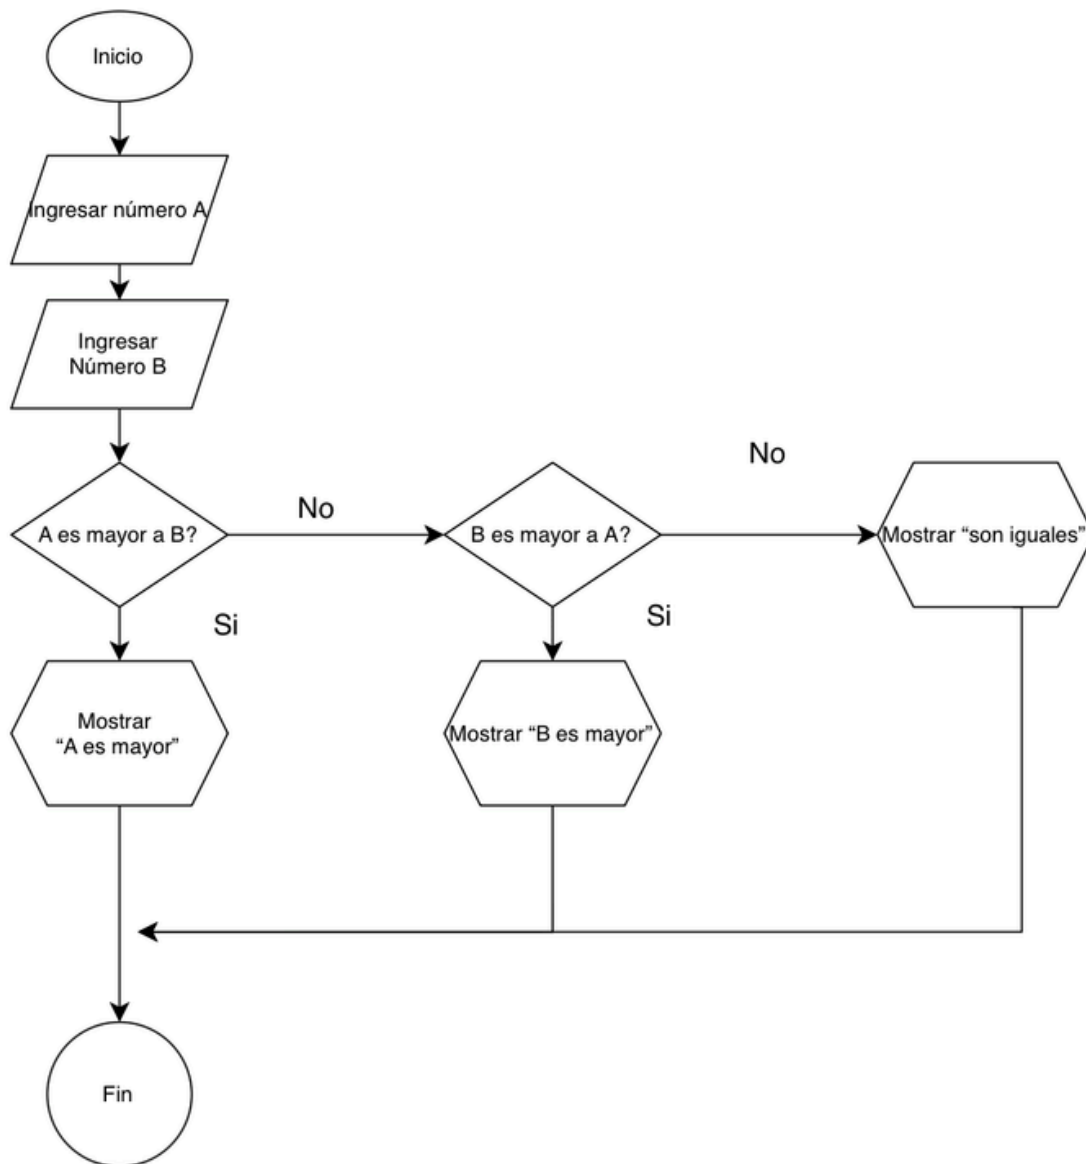 Inicio
Ingresar número A
Ingresar
Número B
A es mayor a B?
No
B es mayor a A?
No
Mostrar “son iguales”
Si
Si
Mostrar
“A es mayor”
Mostrar “B es mayor”
Fin